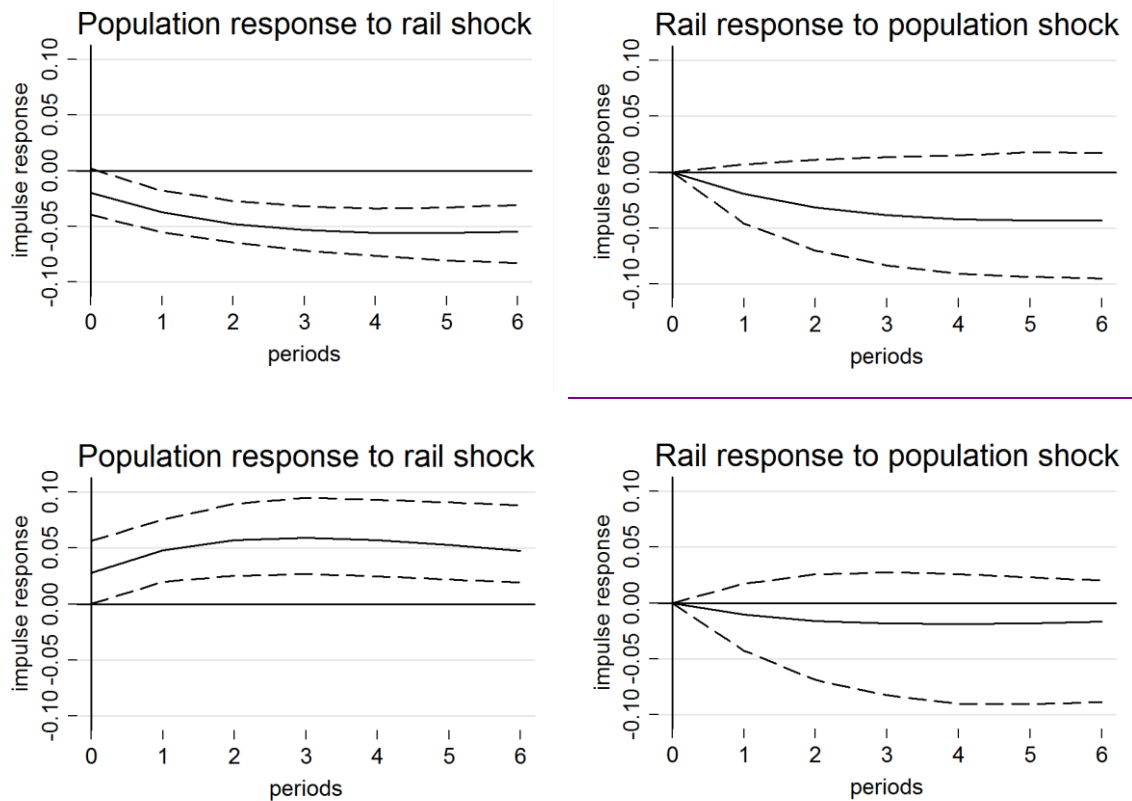 Population response to rail shock
impulse response
0.10
0.05
0.00
-0.05
-0.10
0 1 2 3 4 5 6
periods
Rail response to population shock
impulse response
0.10
0.05
0.00
-0.05
-0.10
0 1 2 3 4 5 6
periods
Population response to rail shock
impulse response
0.10
0.05
0.00
-0.05
-0.10
0 1 2 3 4 5 6
periods
Rail response to population shock
impulse response
0.10
0.05
0.00
-0.05
-0.10
0 1 2 3 4 5 6
periods